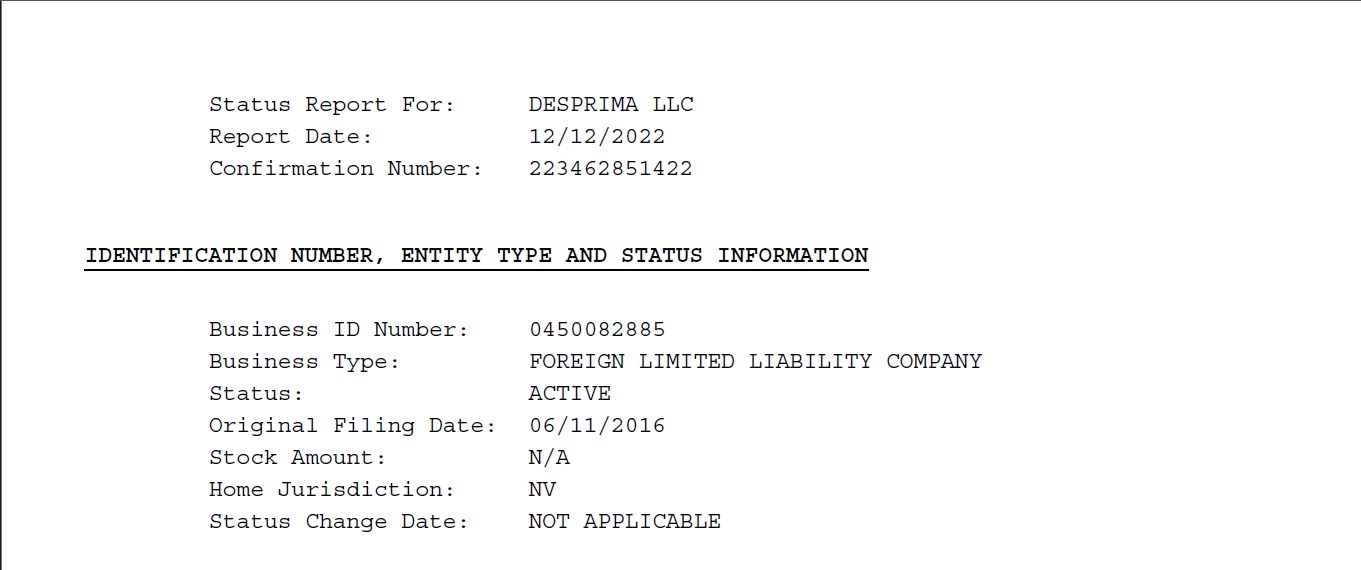 Status Report For: DESPRIMA LLC
Report Date: 12/12/2022
Confirmation Number: 223462851422
IDENTIFICATION NUMBER, ENTITY TYPE AND STATUS INFORMATION
Business ID Number: 0450082885
Business Type: FOREIGN LIMITED LIABILITY COMPANY
Status: ACTIVE
Original Filing Date: 06/11/2016
Stock Amount: N/A
Home Jurisdiction: NV
Status Change Date: NOT APPLICABLE